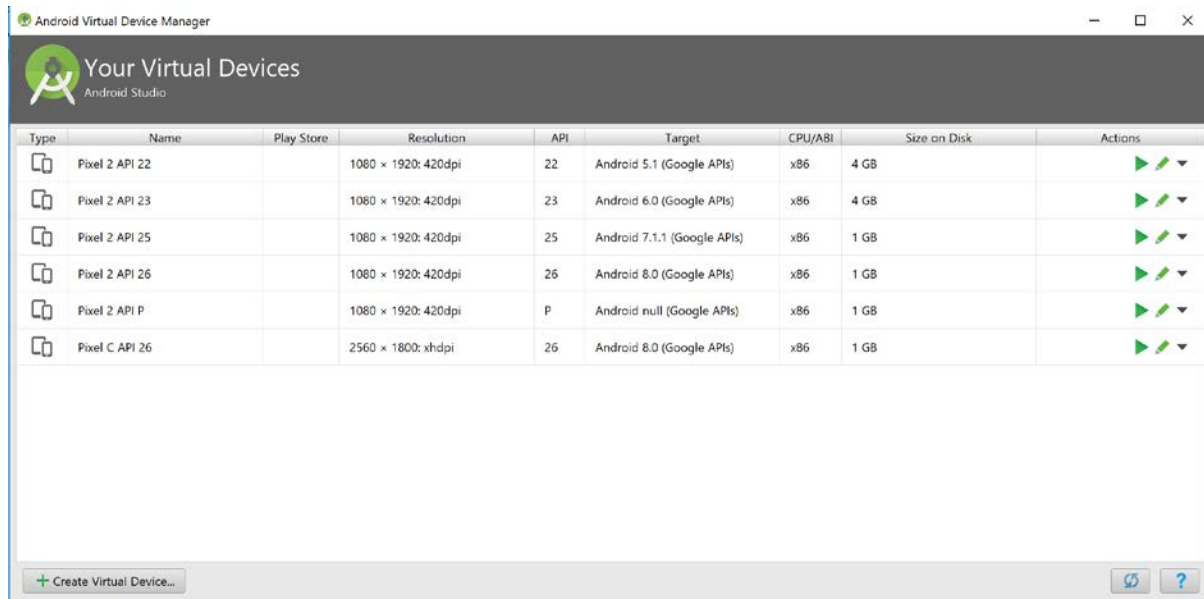 Android Virtual Device Manager
Your Virtual Devices
Android Studio
Type Name Play Store Resolution API Target CPU/ABI Size on Disk Actions
Pixel 2 API 22 1080 × 1920: 420dpi 22 Android 5.1 (Google APIs) x86 4 GB
Pixel 2 API 23 1080 × 1920: 420dpi 23 Android 6.0 (Google APIs) x86 4 GB
Pixel 2 API 25 1080 × 1920: 420dpi 25 Android 7.1.1 (Google APIs) x86 1 GB
Pixel 2 API 26 1080 × 1920: 420dpi 26 Android 8.0 (Google APIs) x86 1 GB
Pixel 2 API P 1080 × 1920: 420dpi P Android null (Google APIs) x86 1 GB
Pixel C API 26 2560 × 1800: xhdpi 26 Android 8.0 (Google APIs) x86 1 GB
+ Create Virtual Device... ?